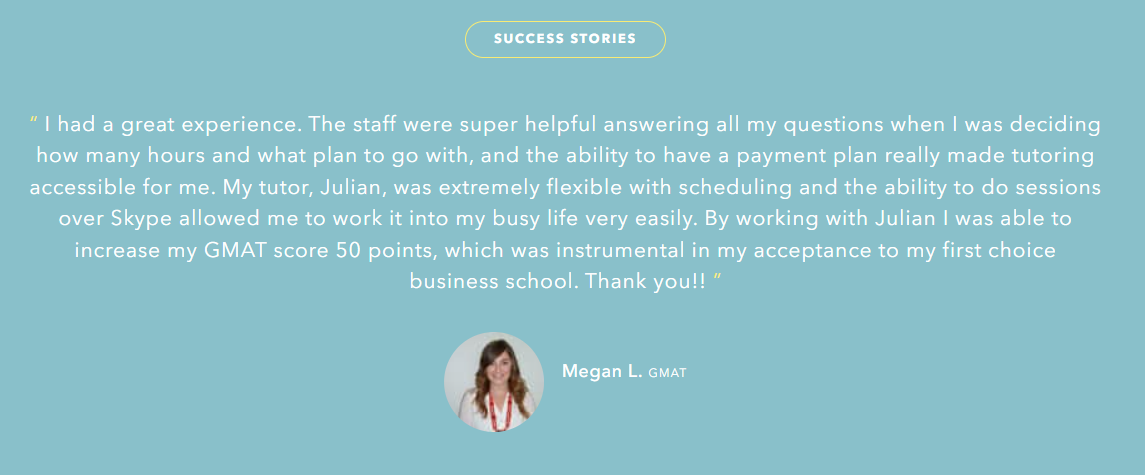 SUCCESS STORIES
“ I had a great experience. The staff were super helpful answering all my questions when I was deciding
how many hours and what plan to go with, and the ability to have a payment plan really made tutoring
accessible for me. My tutor, Julian, was extremely flexible with scheduling and the ability to do sessions
over Skype allowed me to work it into my busy life very easily. By working with Julian I was able to
increase my GMAT score 50 points, which was instrumental in my acceptance to my first choice
business school. Thank you!! ”
Megan L. GMAT